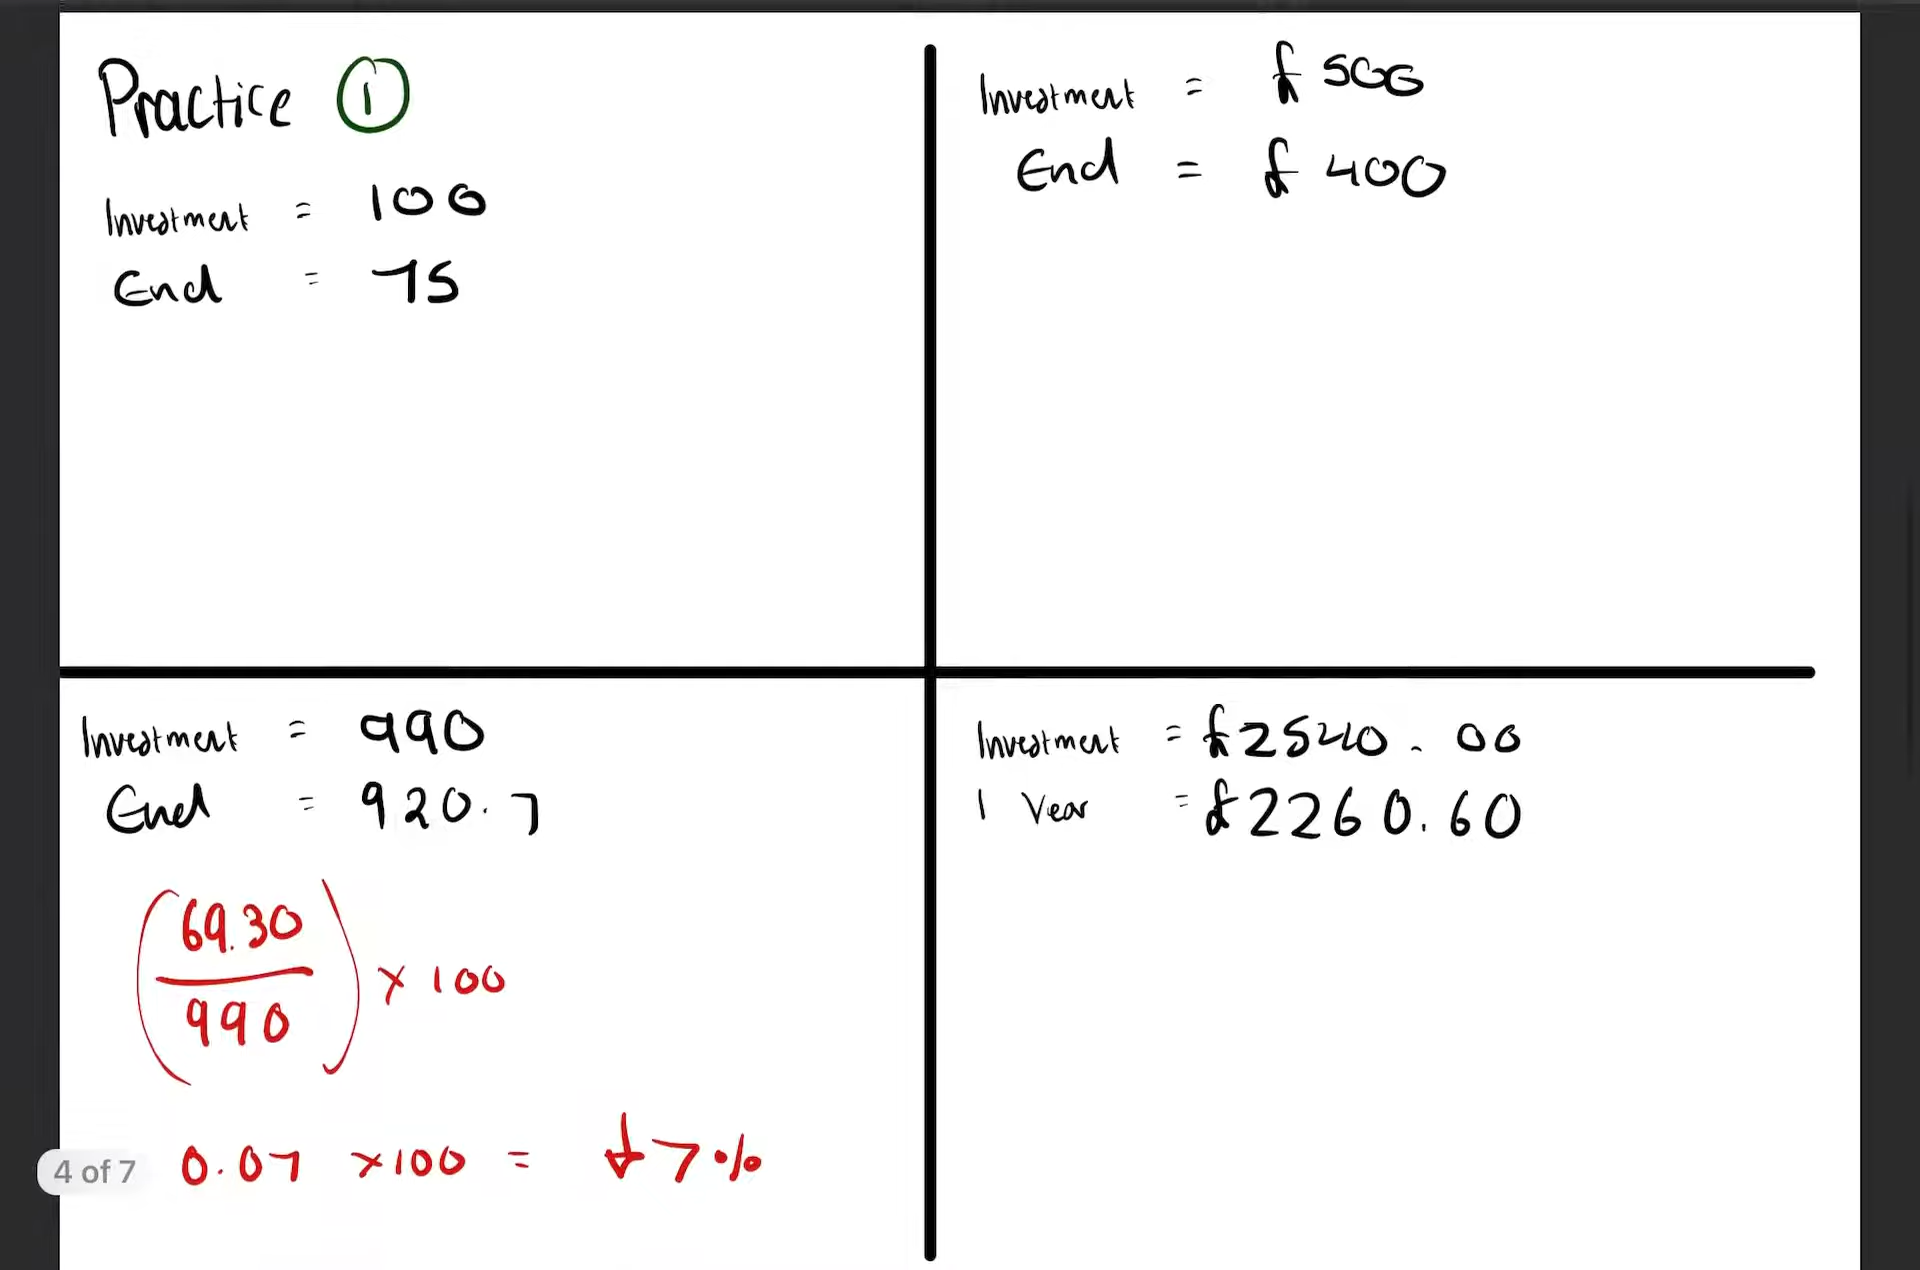 Practice ①
Investment = 100
End = 75
Investment = £ 500
End = £ 400
Investment = 990
End = 920.7
(69.30 / 990) × 100
0.07 ×100 = ↓7%
Investment = £2540.00
1 Year = £2260.60
4 of 7